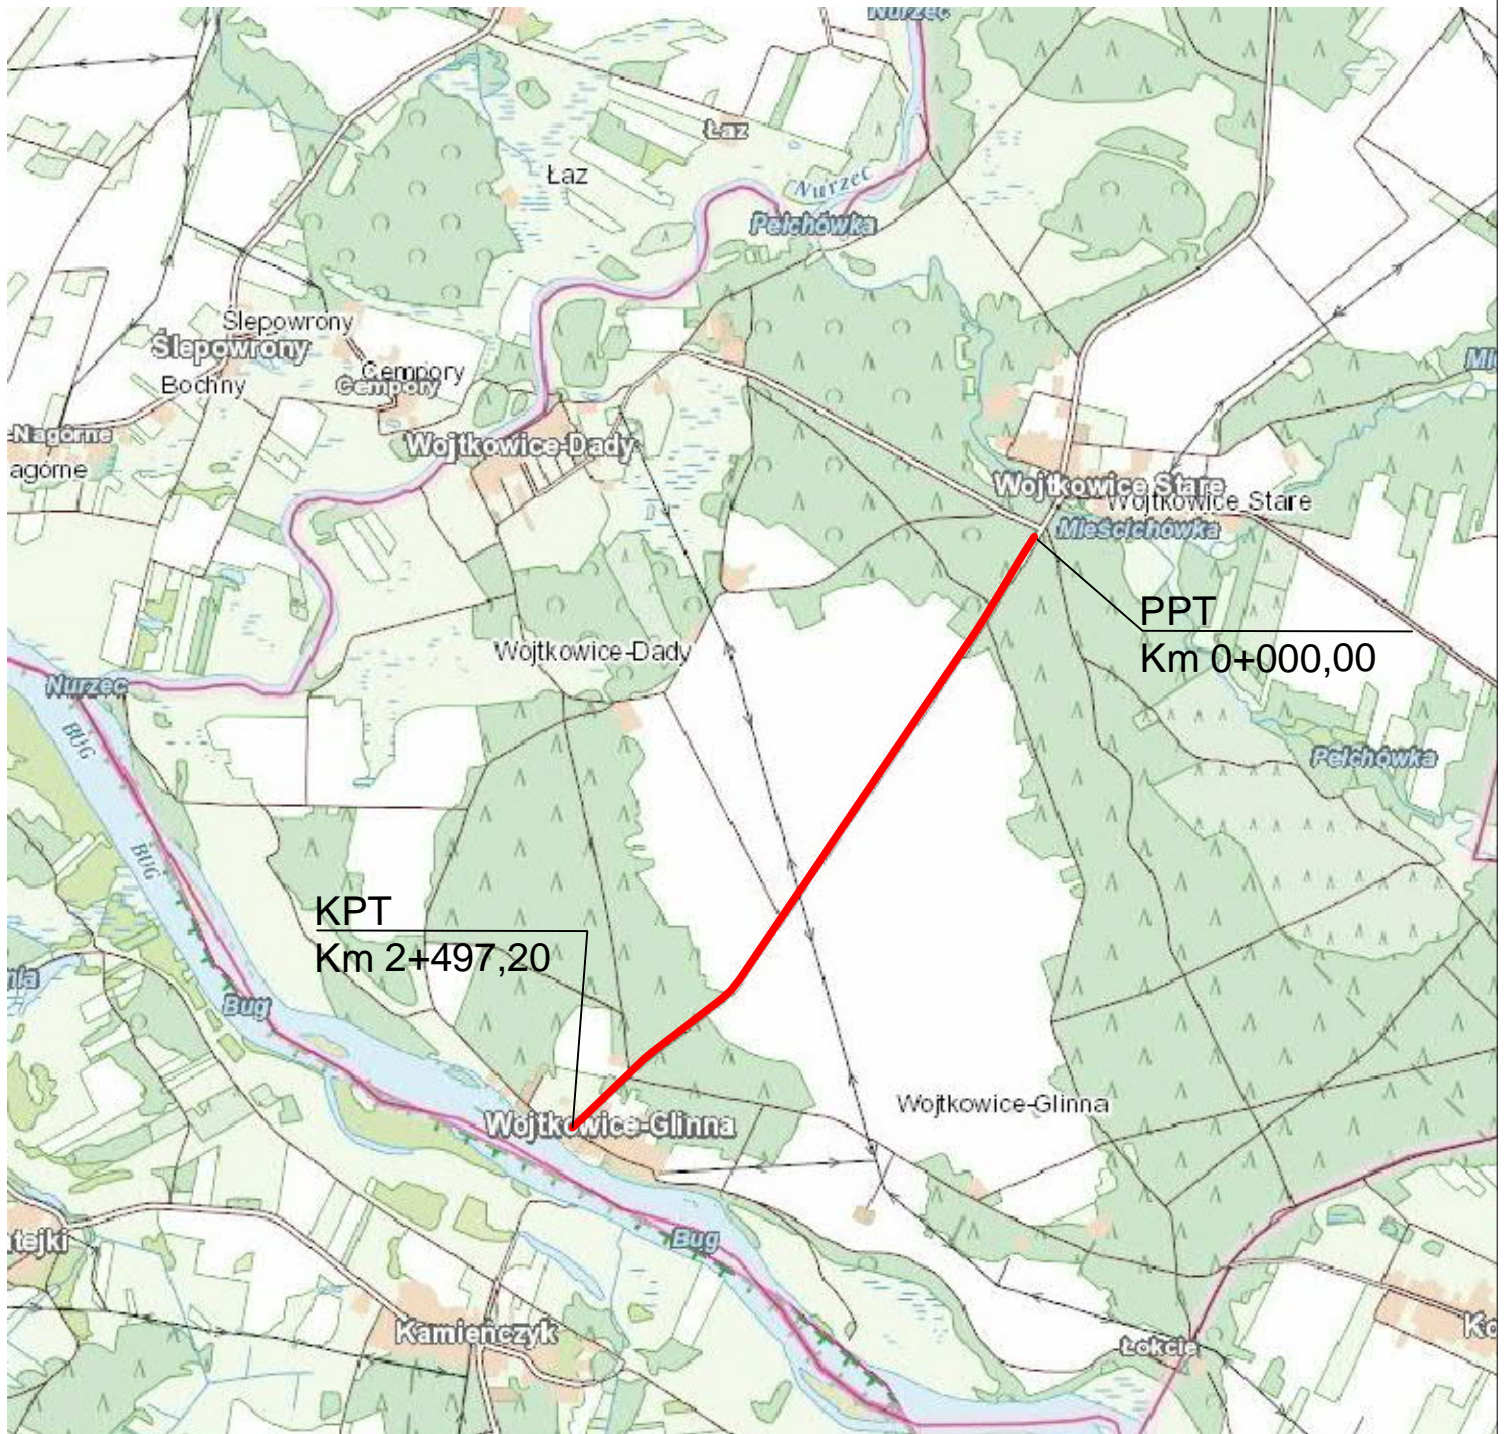 Nurzec
Łaz
Łaz
Nurzec
Pełchówka
Ślepowrony
Ślepowrony
Bochny
Cempory
Cempory
-Nagórne
agórne
Wojtkowice-Dady
Wojtkowice Stare
Wojtkowice Stare
Mieścichówka
PPT
Km 0+000,00
Wojtkowice-Dady
Nurzec
BUG
Pełchówka
BUG
KPT
Km 2+497,20
Bug
Wojtkowice-Glinna
Wojtkowice-Glinna
tejki
Bug
Kamieńczyk
Łokcie
Ko